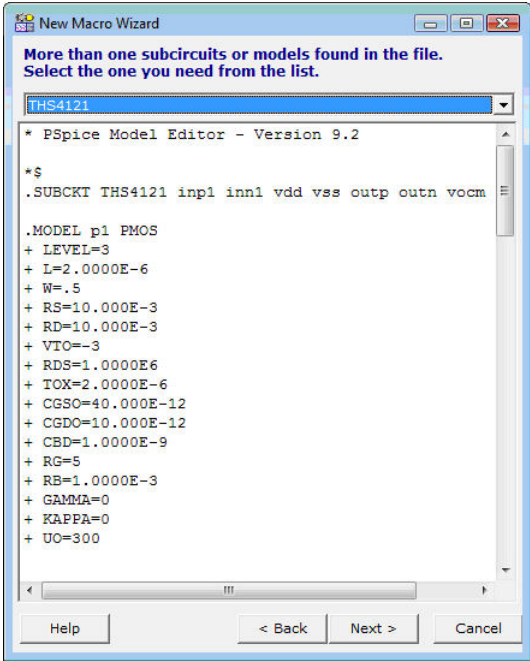 New Macro Wizard
More than one subcircuits or models found in the file.
Select the one you need from the list.
THS4121
* PSpice Model Editor - Version 9.2
*$
.SUBCKT THS4121 inp1 inn1 vdd vss outp outn vocm
.MODEL p1 PMOS
+ LEVEL=3
+ L=2.0000E-6
+ W=.5
+ RS=10.000E-3
+ RD=10.000E-3
+ VTO=-3
+ RDS=1.0000E6
+ TOX=2.0000E-6
+ CGSO=40.000E-12
+ CGDO=10.000E-12
+ CBD=1.0000E-9
+ RG=5
+ RB=1.0000E-3
+ GAMMA=0
+ KAPPA=0
+ UO=300
Help < Back Next > Cancel